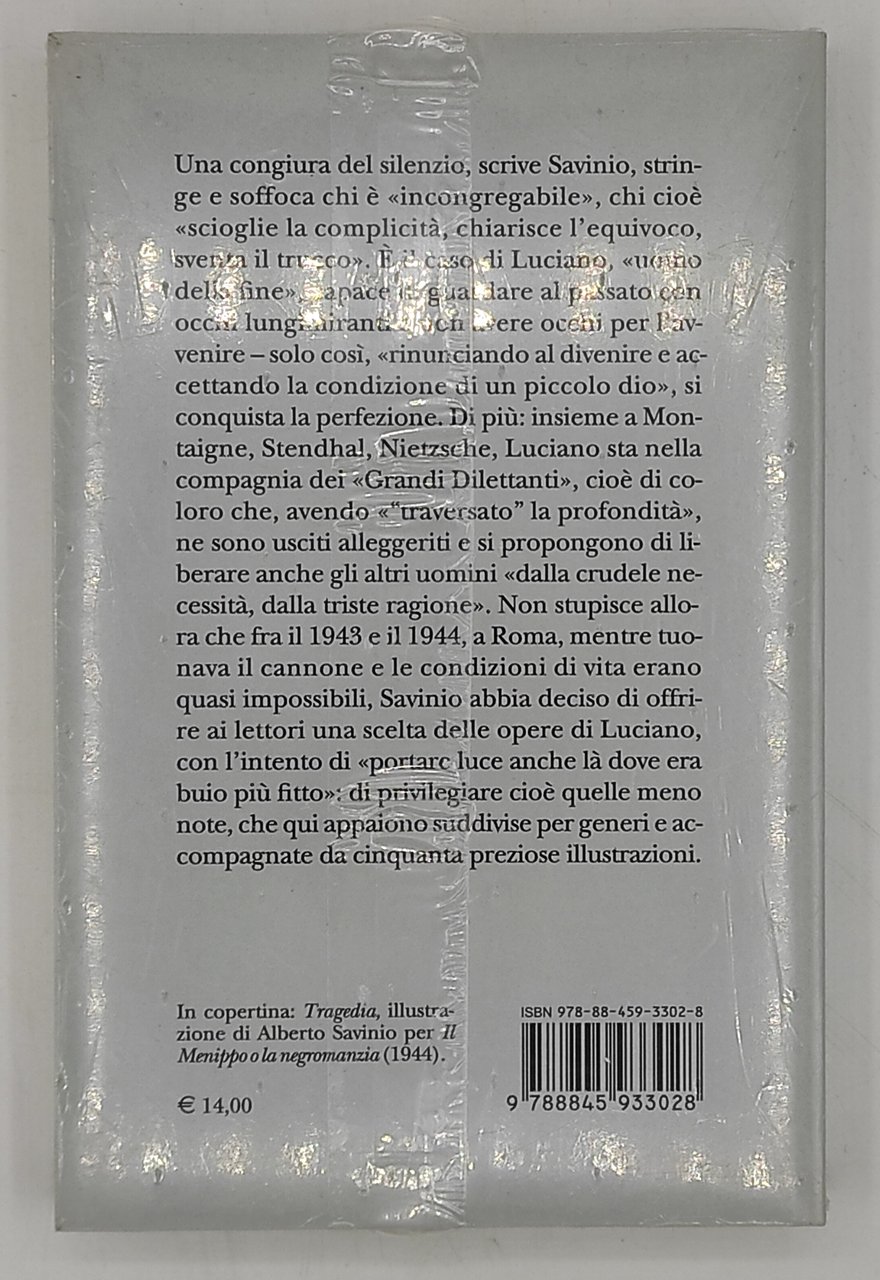 Una congiura del silenzio, scrive Savinio, strin-
ge e soffoca chi è «incongregabile», chi cioè
«scioglie la complicità, chiarisce l’equivoco,
sventa il trucco». È il caso di Luciano, «uomo
della fine», capace di guardare al passato con
occhi lungimiranti e non avere occhi per l’av-
venire – solo così, «rinunciando al divenire e ac-
cettando la condizione di un piccolo dio», si
conquista la perfezione. Di più: insieme a Mon-
taigne, Stendhal, Nietzsche, Luciano sta nella
compagnia dei «Grandi Dilettanti», cioè di co-
loro che, avendo «“traversato” la profondità»,
ne sono usciti alleggeriti e si propongono di li-
berare anche gli altri uomini «dalla crudele ne-
cessità, dalla triste ragione». Non stupisce allo-
ra che fra il 1943 e il 1944, a Roma, mentre tuo-
nava il cannone e le condizioni di vita erano
quasi impossibili, Savinio abbia deciso di offri-
re ai lettori una scelta delle opere di Luciano,
con l’intento di «portare luce anche là dove era
buio più fitto»: di privilegiare cioè quelle meno
note, che qui appaiono suddivise per generi e ac-
compagnate da cinquanta preziose illustrazioni.
In copertina: Tragedia, illustra-
zione di Alberto Savinio per Il
Menippo o la negromanzia (1944).
€ 14,00
ISBN 978-88-459-3302-8
9 788845 933028